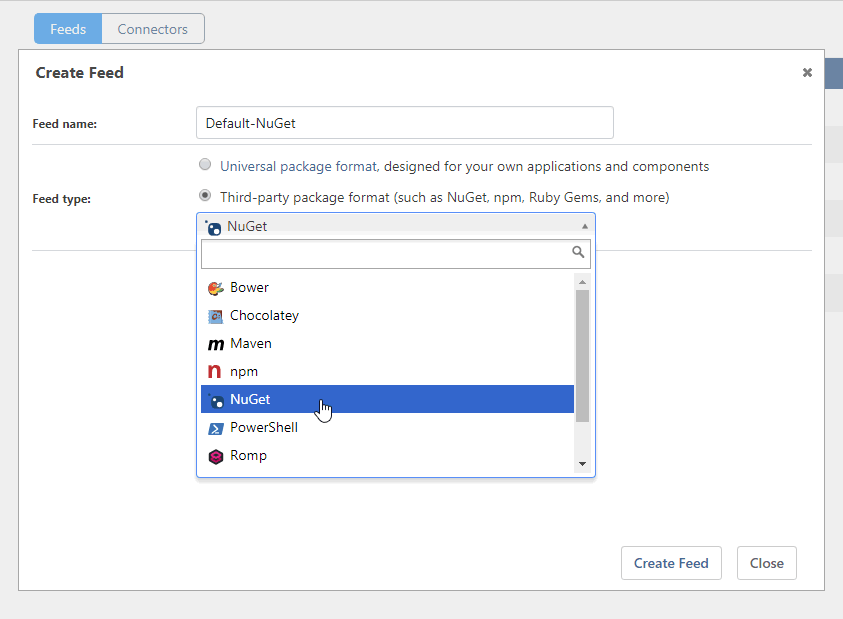 Feeds Connectors
Create Feed
Feed name: Default-NuGet
Universal package format, designed for your own applications and components
Feed type:
Third-party package format (such as NuGet, npm, Ruby Gems, and more)
NuGet
Bower
Chocolatey
Maven
npm
NuGet
PowerShell
Romp
Create Feed Close